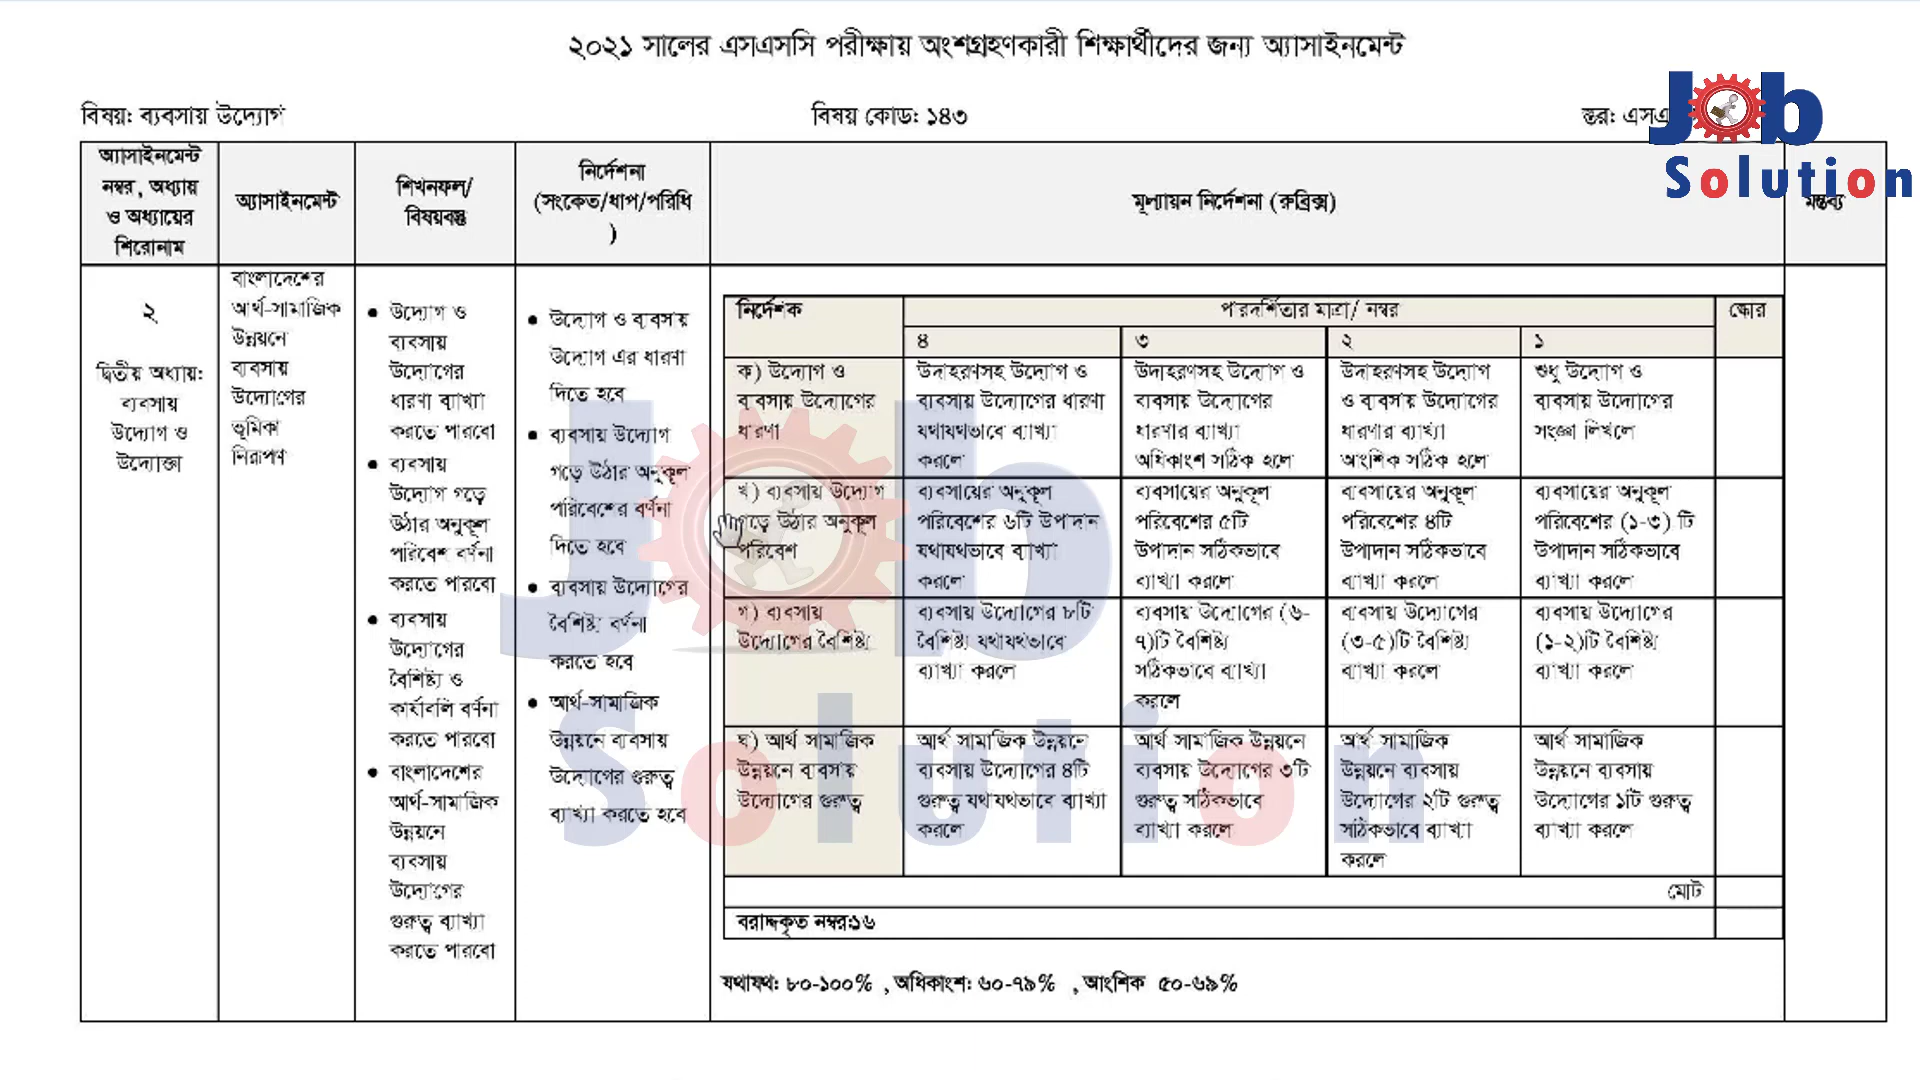 ২০২১ সালের এসএসসি পরীক্ষায় অংশগ্রহণকারী শিক্ষার্থীদের জন্য অ্যাসাইনমেন্ট
বিষয়: ব্যবসায় উদ্যোগ
বিষয় কোড: ১৪৩
স্তর: এসএ
Job
Solution
অ্যাসাইনমেন্ট
নম্বর, অধ্যায়
ও অধ্যায়ের
শিরোনাম
অ্যাসাইনমেন্ট
শিখনফল/
বিষয়বস্তু
নির্দেশনা
(সংকেত/ধাপ/পরিধি
)
মূল্যায়ন নির্দেশনা (রুব্রিক্স)
মন্তব্য
২
দ্বিতীয় অধ্যায়:
ব্যবসায়
উদ্যোগ ও
উদ্যোক্তা
বাংলাদেশের
আর্থ-সামাজিক
উন্নয়নে
ব্যবসায়
উদ্যোগের
ভূমিকা
নিরূপণ
● উদ্যোগ ও
ব্যবসায়
উদ্যোগের
ধারণা ব্যাখ্যা
করতে পারবো
● ব্যবসায়
উদ্যোগ গড়ে
উঠার অনুকূল
পরিবেশ বর্ণনা
করতে পারবো
● ব্যবসায়
উদ্যোগের
বৈশিষ্ট্য ও
কার্যাবলি বর্ণনা
করতে পারবো
● বাংলাদেশের
আর্থ-সামাজিক
উন্নয়নে
ব্যবসায়
উদ্যোগের
গুরুত্ব ব্যাখ্যা
করতে পারবো
● উদ্যোগ ও ব্যবসায়
উদ্যোগ এর ধারণা
দিতে হবে
● ব্যবসায় উদ্যোগ
গড়ে উঠার অনুকূল
পরিবেশের বর্ণনা
দিতে হবে
● ব্যবসায় উদ্যোগের
বৈশিষ্ট্য বর্ণনা
করতে হবে
● আর্থ-সামাজিক
উন্নয়নে ব্যবসায়
উদ্যোগের গুরুত্ব
ব্যাখ্যা করতে হবে
নির্দেশক
পারদর্শিতার মাত্রা/ নম্বর
স্কোর
৪
৩
২
১
ক) উদ্যোগ ও
ব্যবসায় উদ্যোগের
ধারণা
উদাহরণসহ উদ্যোগ ও
ব্যবসায় উদ্যোগের ধারণা
যথাযথভাবে ব্যাখ্যা
করলে
উদাহরণসহ উদ্যোগ ও
ব্যবসায় উদ্যোগের
ধারণার ব্যাখ্যা
অধিকাংশ সঠিক হলে
উদাহরণসহ উদ্যোগ
ও ব্যবসায় উদ্যোগের
ধারণার ব্যাখ্যা
আংশিক সঠিক হলে
শুধু উদ্যোগ ও
ব্যবসায় উদ্যোগের
সংজ্ঞা লিখলে
খ) ব্যবসায় উদ্যোগ
গড়ে উঠার অনুকূল
পরিবেশ
ব্যবসায়ের অনুকূল
পরিবেশের ৬টি উপাদান
যথাযথভাবে ব্যাখ্যা
করলে
ব্যবসায়ের অনুকূল
পরিবেশের ৫টি
উপাদান সঠিকভাবে
ব্যাখ্যা করলে
ব্যবসায়ের অনুকূল
পরিবেশের ৪টি
উপাদান সঠিকভাবে
ব্যাখ্যা করলে
ব্যবসায়ের অনুকূল
পরিবেশের (১-৩) টি
উপাদান সঠিকভাবে
ব্যাখ্যা করলে
গ) ব্যবসায়
উদ্যোগের বৈশিষ্ট্য
ব্যবসায় উদ্যোগের ৮টি
বৈশিষ্ট্য যথাযথভাবে
ব্যাখ্যা করলে
ব্যবসায় উদ্যোগের (৬-
৭)টি বৈশিষ্ট্য
সঠিকভাবে ব্যাখ্যা
করলে
ব্যবসায় উদ্যোগের
(৩-৫)টি বৈশিষ্ট্য
ব্যাখ্যা করলে
ব্যবসায় উদ্যোগের
(১-২)টি বৈশিষ্ট্য
ব্যাখ্যা করলে
ঘ) আর্থ সামাজিক
উন্নয়নে ব্যবসায়
উদ্যোগের গুরুত্ব
আর্থ সামাজিক উন্নয়নে
ব্যবসায় উদ্যোগের ৪টি
গুরুত্ব যথাযথভাবে ব্যাখ্যা
করলে
আর্থ সামাজিক উন্নয়নে
ব্যবসায় উদ্যোগের ৩টি
গুরুত্ব সঠিকভাবে
ব্যাখ্যা করলে
আর্থ সামাজিক
উন্নয়নে ব্যবসায়
উদ্যোগের ২টি গুরুত্ব
সঠিকভাবে ব্যাখ্যা
করলে
আর্থ সামাজিক
উন্নয়নে ব্যবসায়
উদ্যোগের ১টি গুরুত্ব
ব্যাখ্যা করলে
মোট
বরাদ্দকৃত নম্বর:১৬
যথাযথ: ৮০-১০০% , অধিকাংশ: ৬০-৭৯% , আংশিক ৫০-৬৯%
Job
Solution